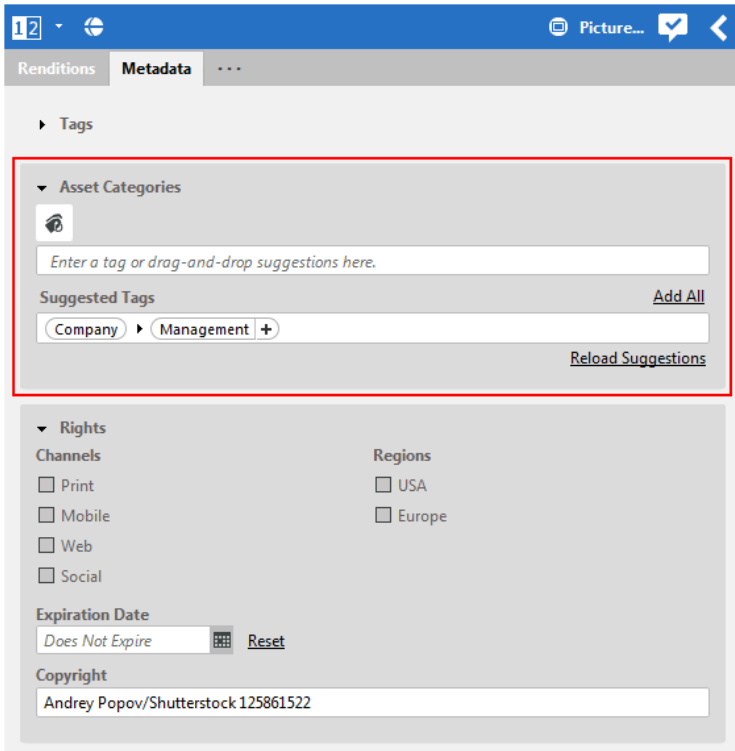 12 Picture...
Renditions Metadata ...
Tags
Asset Categories
Enter a tag or drag-and-drop suggestions here.
Suggested Tags Add All
Company Management +
Reload Suggestions
Rights
Channels Regions
Print USA
Mobile Europe
Web
Social
Expiration Date
Does Not Expire Reset
Copyright
Andrey Popov/Shutterstock 125861522